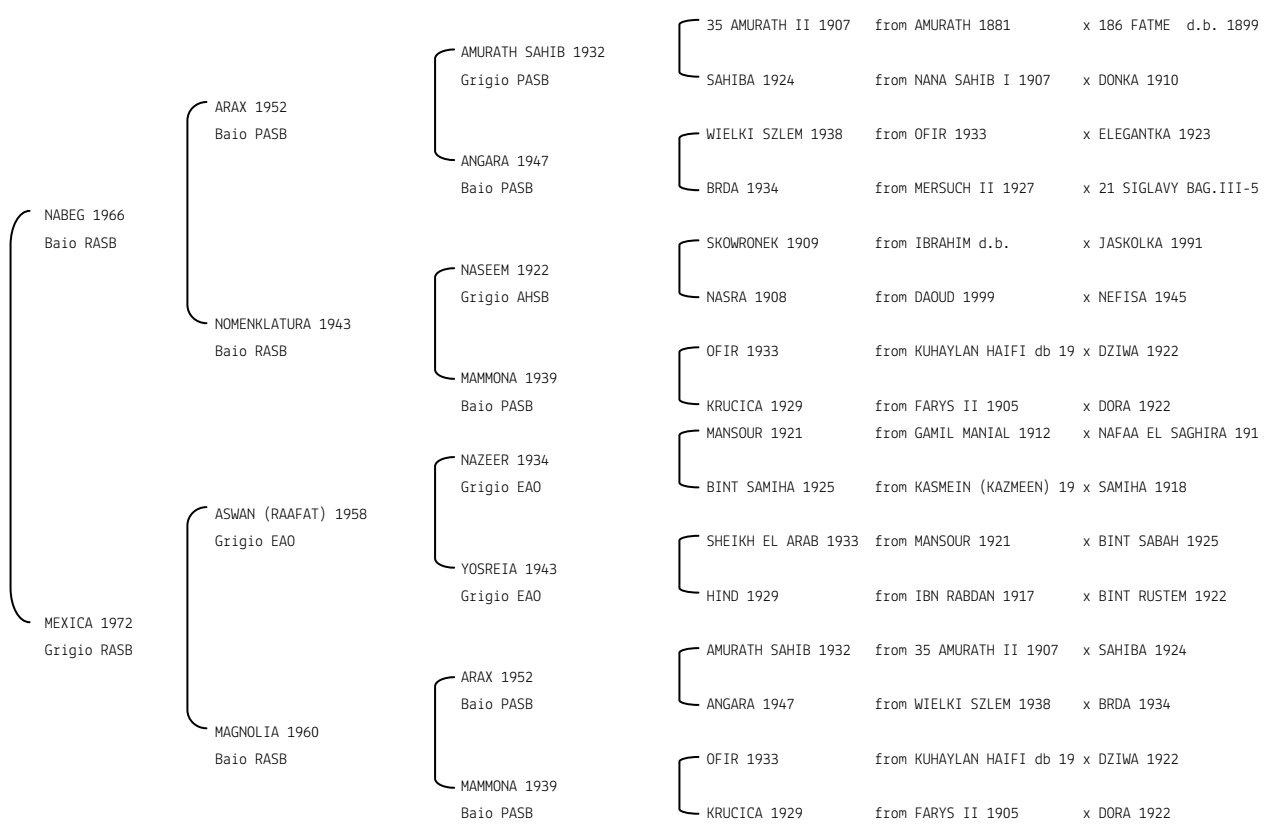 35 AMURATH II 1907 from AMURATH 1881 x 186 FATME d.b. 1899
AMURATH SAHIB 1932
Grigio PASB
SAHIBA 1924 from NANA SAHIB I 1907 x DONKA 1910
ARAX 1952
Baio PASB
WIELKI SZLEM 1938 from OFIR 1933 x ELEGANTKA 1923
ANGARA 1947
Baio PASB
BRDA 1934 from MERSUCH II 1927 x 21 SIGLAVY BAG.III-5
NABEG 1966
Baio RASB
SKOWRONEK 1909 from IBRAHIM d.b. x JASKOLKA 1991
NASEEM 1922
Grigio AHSB
NASRA 1908 from DAOUD 1999 x NEFISA 1945
NOMENKLATURA 1943
Baio RASB
OFIR 1933 from KUHAYLAN HAIFI db 19 x DZIWA 1922
MAMMONA 1939
Baio PASB
KRUCICA 1929 from FARYS II 1905 x DORA 1922
MANSOUR 1921 from GAMIL MANIAL 1912 x NAFAA EL SAGHIRA 191
NAZEER 1934
Grigio EAO
BINT SAMIHA 1925 from KASMEIN (KAZMEEN) 19 x SAMIHA 1918
ASWAN (RAAFAT) 1958
Grigio EAO
SHEIKH EL ARAB 1933 from MANSOUR 1921 x BINT SABAH 1925
YOSREIA 1943
Grigio EAO
HIND 1929 from IBN RABDAN 1917 x BINT RUSTEM 1922
MEXICA 1972
Grigio RASB
AMURATH SAHIB 1932 from 35 AMURATH II 1907 x SAHIBA 1924
ARAX 1952
Baio PASB
ANGARA 1947 from WIELKI SZLEM 1938 x BRDA 1934
MAGNOLIA 1960
Baio RASB
OFIR 1933 from KUHAYLAN HAIFI db 19 x DZIWA 1922
MAMMONA 1939
Baio PASB
KRUCICA 1929 from FARYS II 1905 x DORA 1922